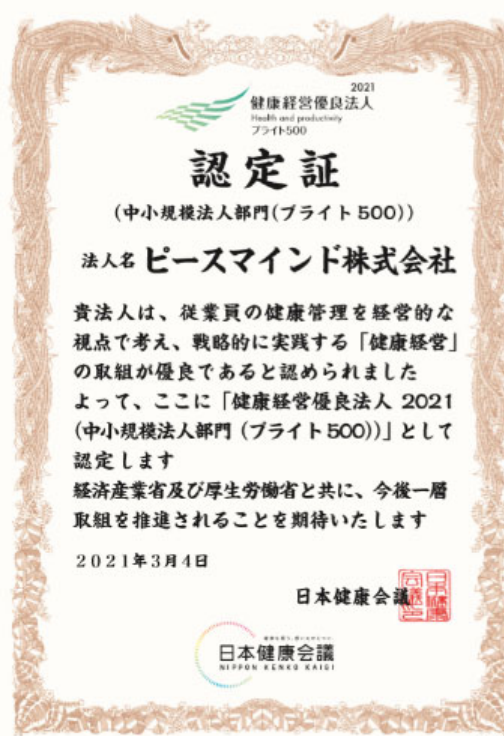 2021
健康経営優良法人
Health and productivity
ブライト500
認定証
(中小規模法人部門(ブライト500))
法人名 ピースマインド株式会社
貴法人は、従業員の健康管理を経営的な
視点で考え、戦略的に実践する「健康経営」
の取組が優良であると認められました
よって、ここに「健康経営優良法人 2021
(中小規模法人部門 (ブライト500))」として
認定します
経済産業省及び厚生労働省と共に、今後一層
取組を推進されることを期待いたします
2021年3月4日
日本健康会議
日本健康会議
NIPPON KENKO KAIGI